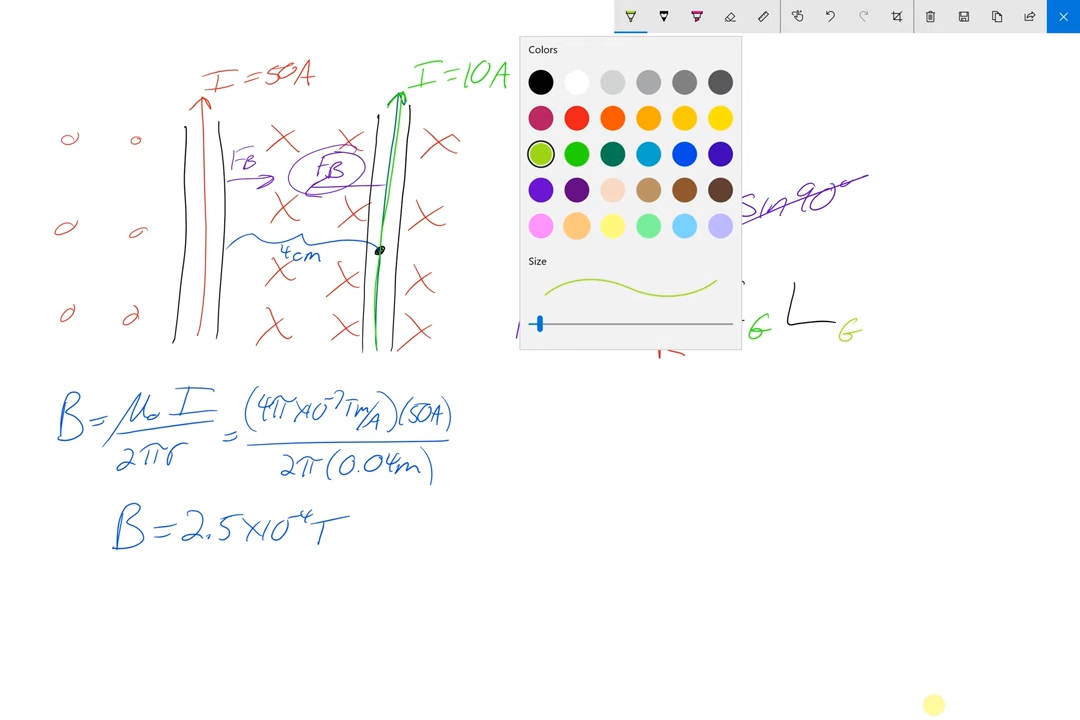 I = 50A
I = 10A
Colors
o o X X X
FB
FB
sin 90°
o o X X X
4cm
X X
Size
o o X X X
G
G
B = μ₀ I / 2πr = (4π×10⁻⁷ Tm/A)(50A) / 2π(0.04m)
B = 2.5×10⁻⁴ T